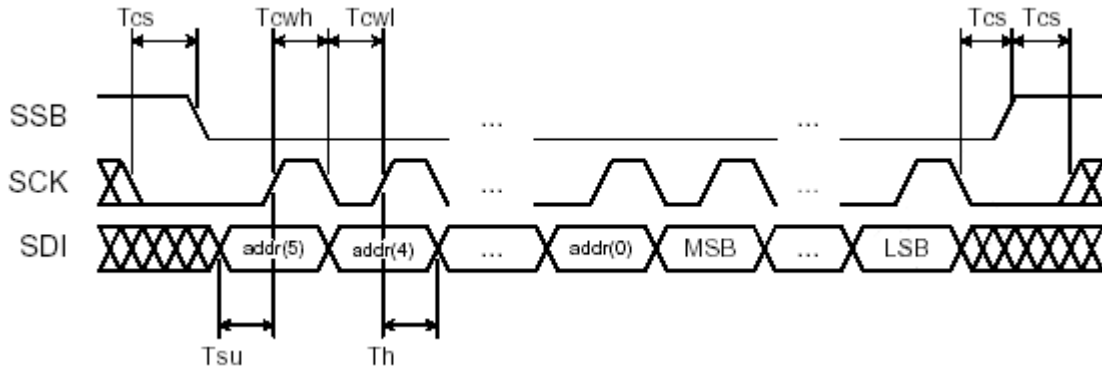 Tcs Tcwh Tcwl Tcs Tcs
SSB ... ...
SCK ... ...
SDI addr(5) addr(4) ... addr(0) MSB ... LSB
Tsu Th